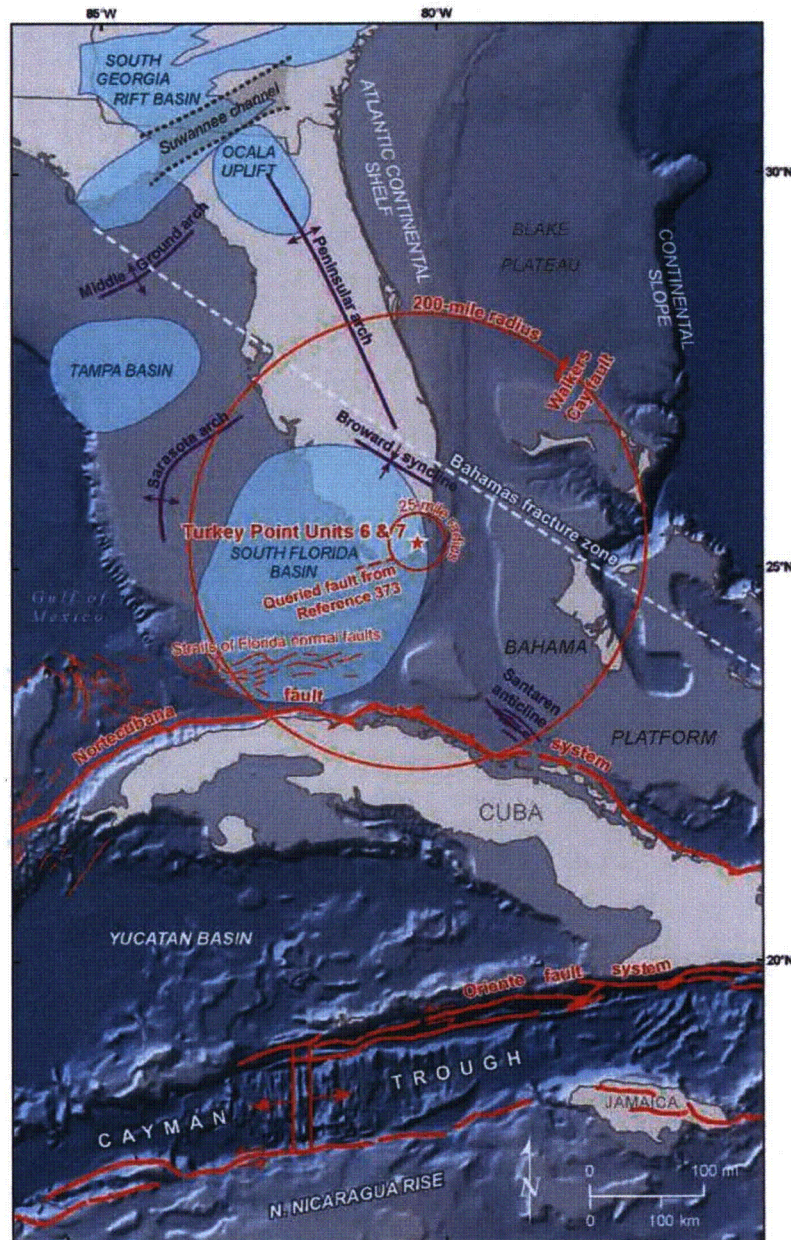 85°W
80°W
SOUTH
GEORGIA
RIFT BASIN
Suwannee channel
OCALA
UPLIFT
ATLANTIC CONTINENTAL
SHELF
30°N
BLAKE
PLATEAU
CONTINENTAL
SLOPE
Middle Ground arch
Peninsular arch
200-mile radius
Walkers
Cay fault
TAMPA BASIN
Sarasota arch
Broward syncline
Bahamas fracture zone
25-mile radius
Turkey Point Units 6 & 7
SOUTH FLORIDA
BASIN
25°N
Queried fault from
Reference 373
Gulf of
Mexico
Straits of Florida normal faults
BAHAMA
Santaren
anticline
fault
Nortecubana
system
PLATFORM
CUBA
YUCATAN BASIN
20°N
Oriente fault system
CAYMAN TROUGH
JAMAICA
N. NICARAGUA RISE
N
0 100 mi
0 100 km